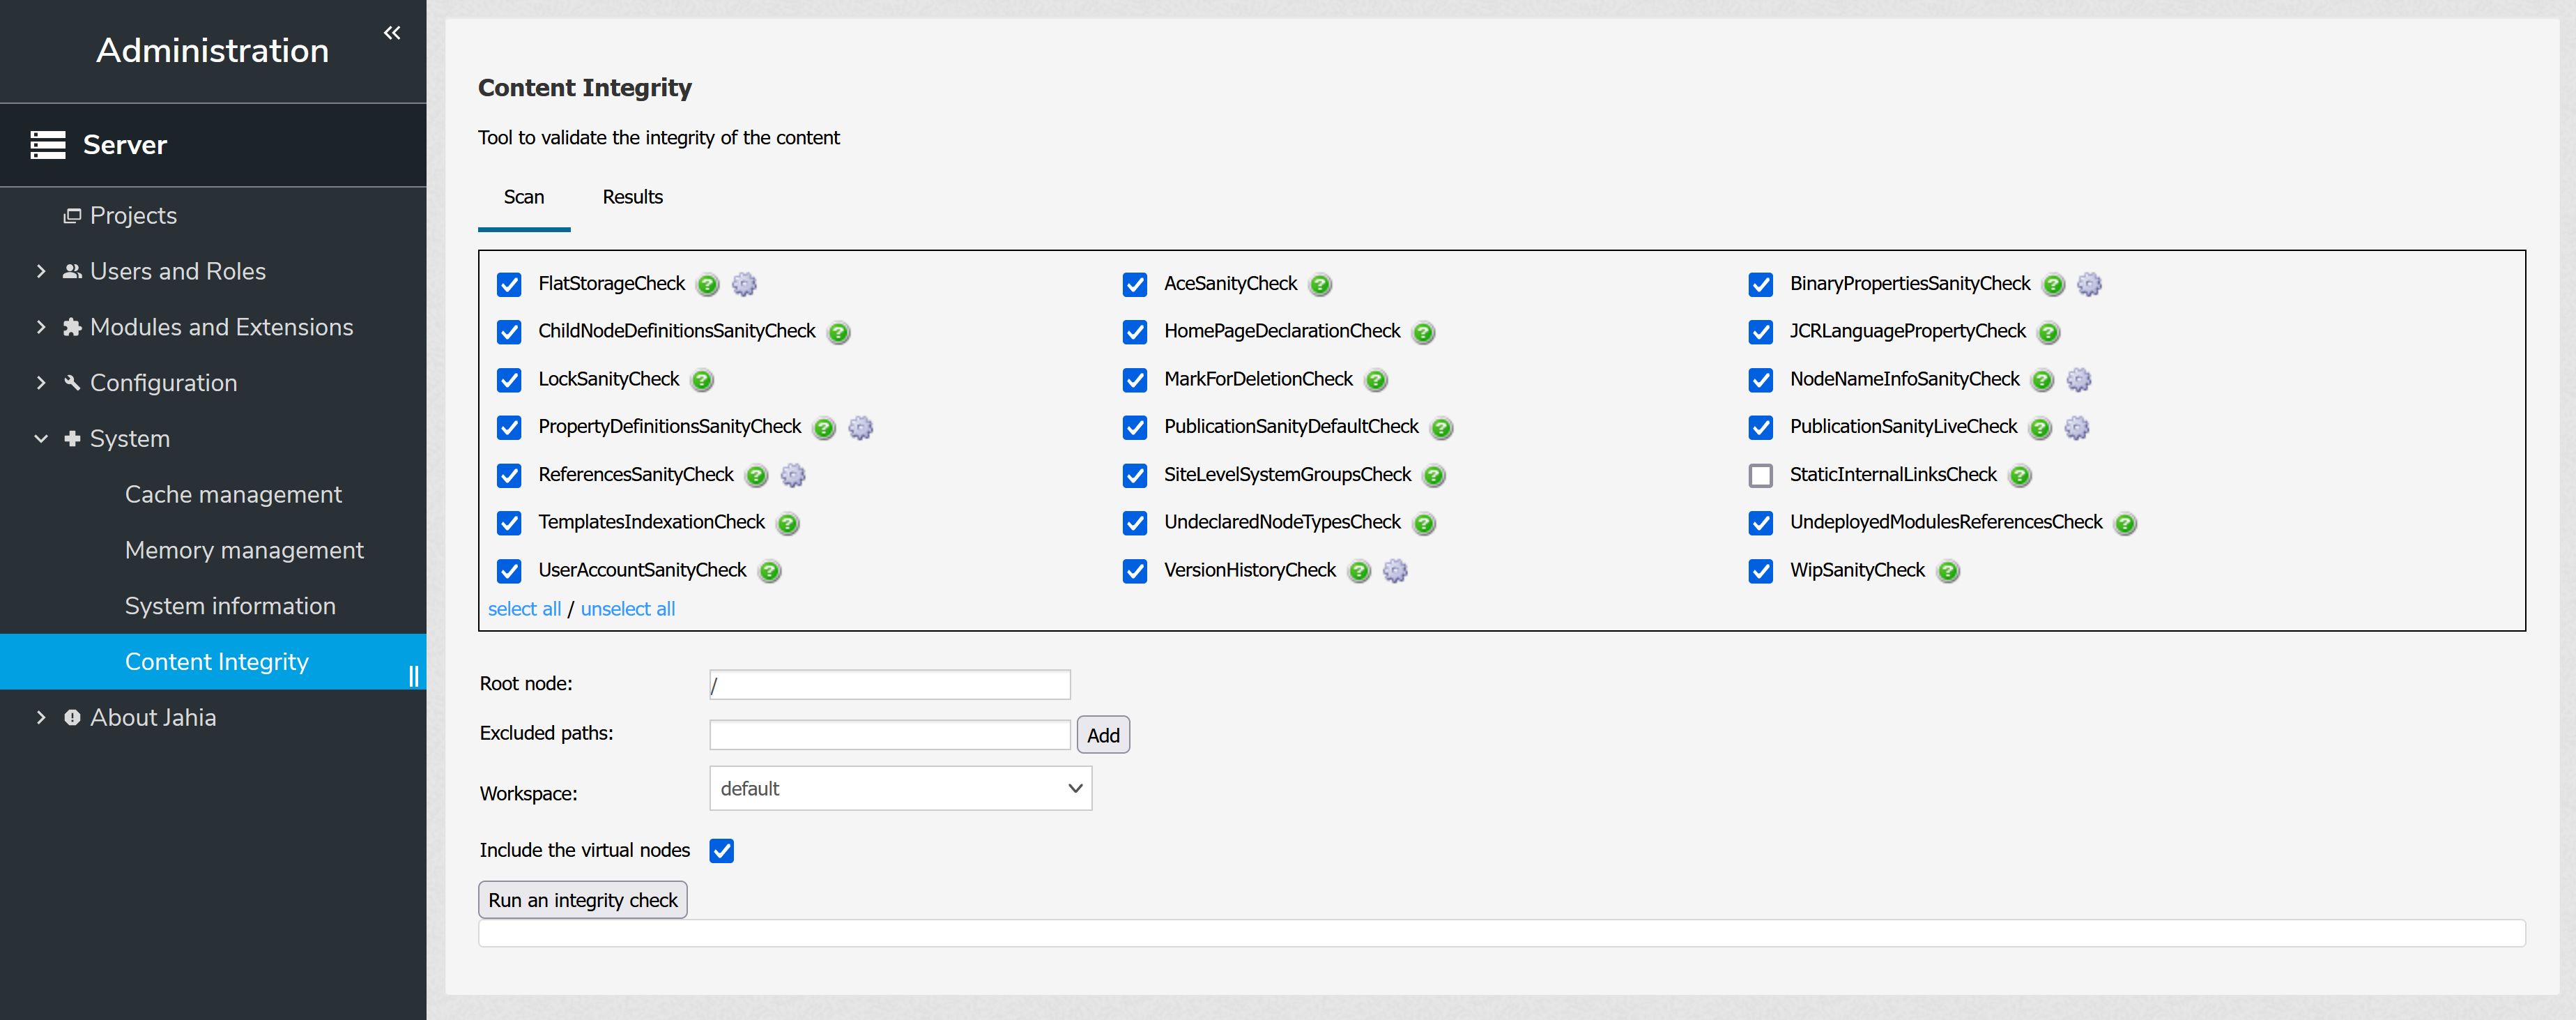 Administration
Server
Projects
Users and Roles
Modules and Extensions
Configuration
System
Cache management
Memory management
System information
Content Integrity
About Jahia
Content Integrity
Tool to validate the integrity of the content
Scan Results
FlatStorageCheck AceSanityCheck BinaryPropertiesSanityCheck
ChildNodeDefinitionsSanityCheck HomePageDeclarationCheck JCRLanguagePropertyCheck
LockSanityCheck MarkForDeletionCheck NodeNameInfoSanityCheck
PropertyDefinitionsSanityCheck PublicationSanityDefaultCheck PublicationSanityLiveCheck
ReferencesSanityCheck SiteLevelSystemGroupsCheck StaticInternalLinksCheck
TemplatesIndexationCheck UndeclaredNodeTypesCheck UndeployedModulesReferencesCheck
UserAccountSanityCheck VersionHistoryCheck WipSanityCheck
select all / unselect all
Root node: /
Excluded paths: Add
Workspace: default
Include the virtual nodes
Run an integrity check